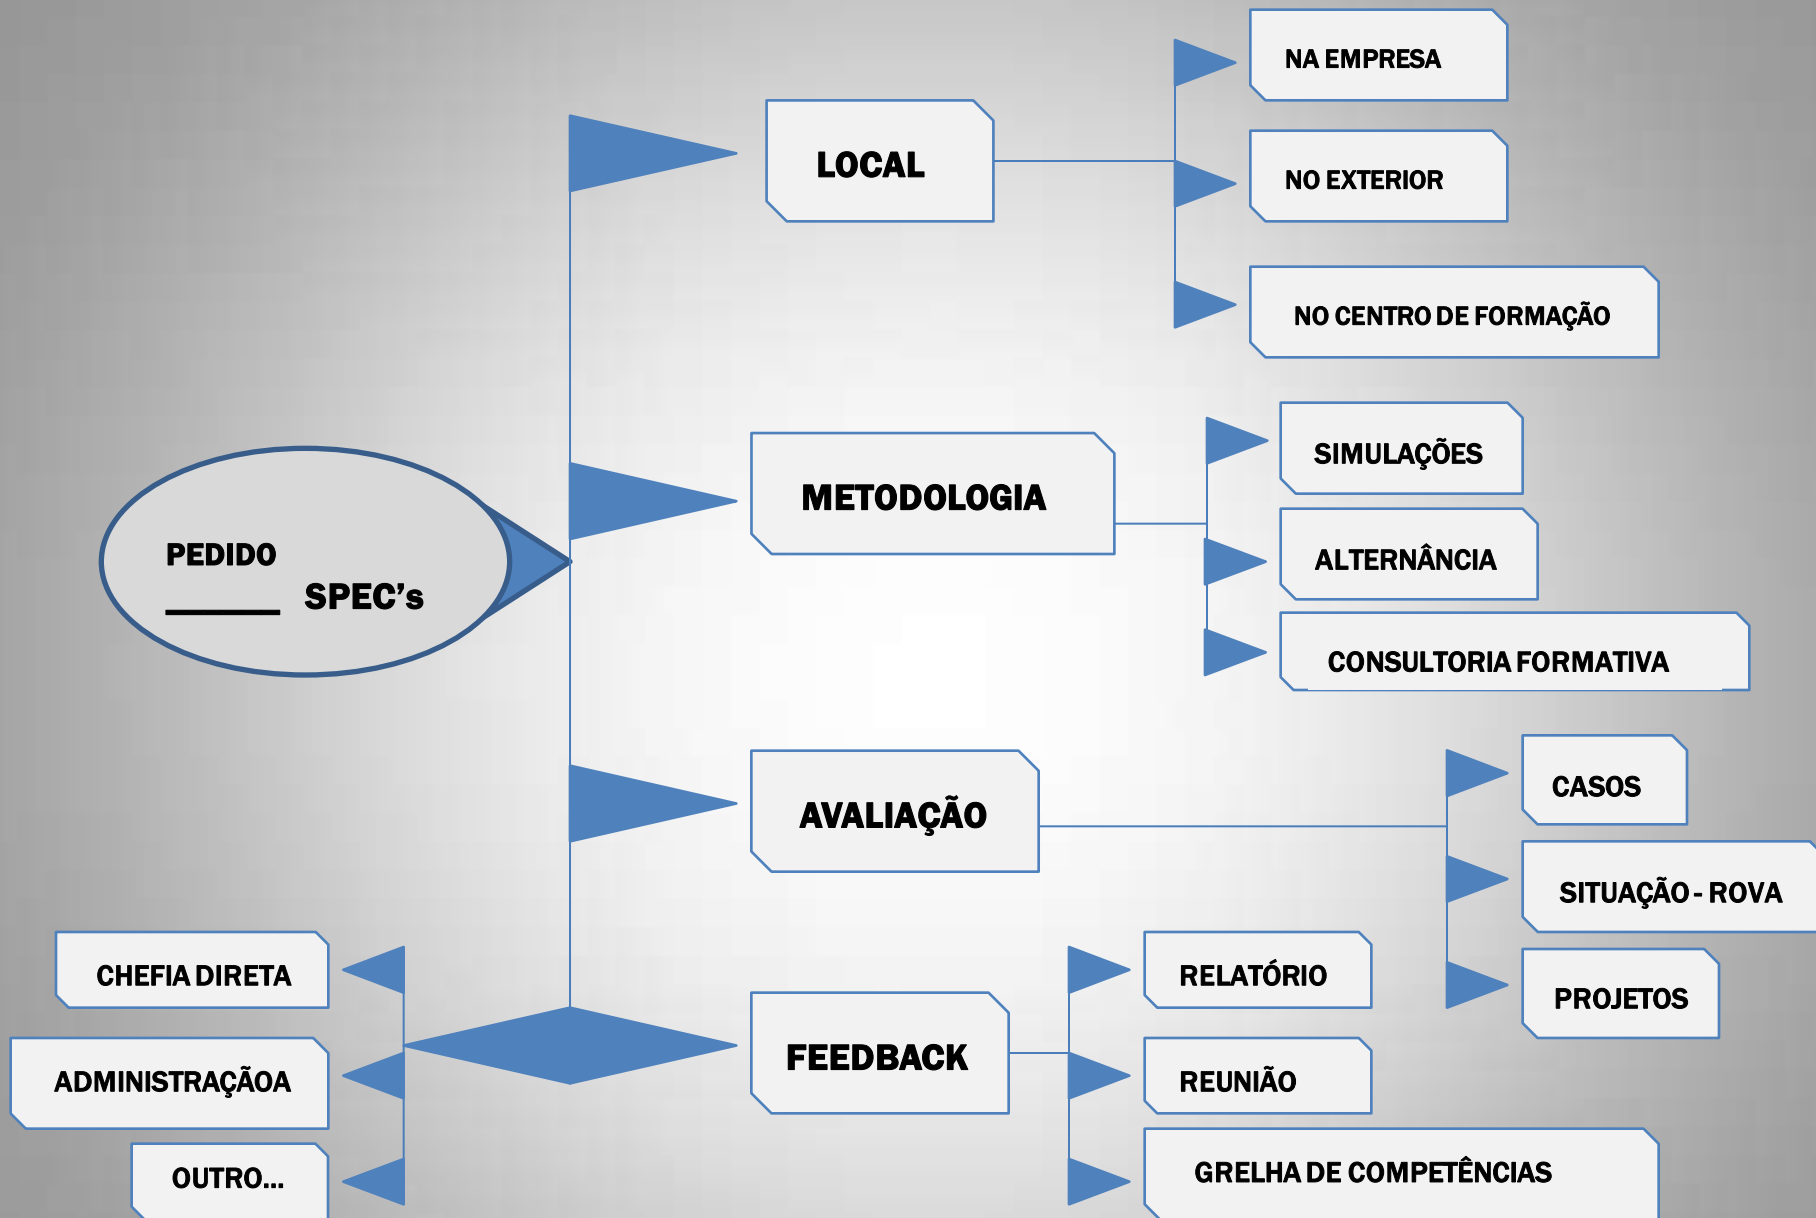 NA EMPRESA
LOCAL
NO EXTERIOR
NO CENTRO DE FORMAÇÃO
SIMULAÇÕES
METODOLOGIA
ALTERNÂNCIA
PEDIDO
SPEC’s
CONSULTORIA FORMATIVA
CASOS
AVALIAÇÃO
SITUAÇÃO - ROVA
PROJETOS
CHEFIA DIRETA
RELATÓRIO
FEEDBACK
ADMINISTRAÇÃOA
REUNIÃO
OUTRO...
GRELHA DE COMPETÊNCIAS